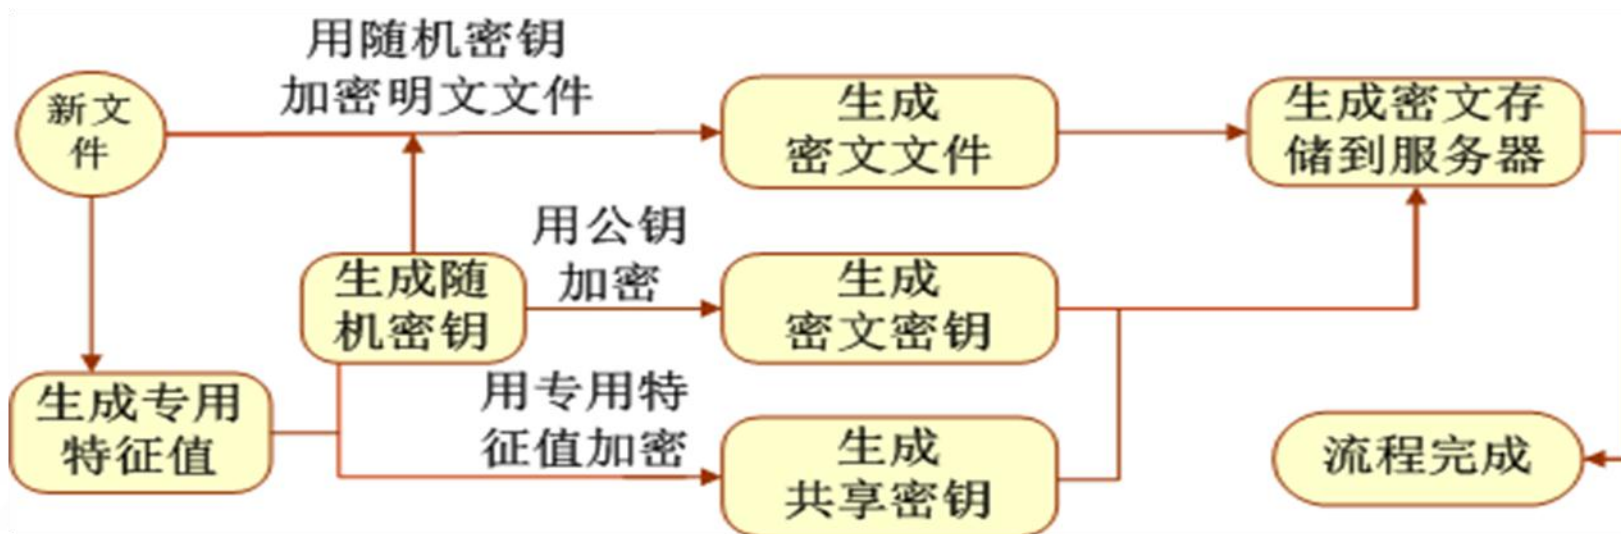 用随机密钥
加密明文文件
新文
件
生成
密文文件
生成密文存
储到服务器
用公钥
加密
生成随
机密钥
生成
密文密钥
生成专用
特征值
用专用特
征值加密
生成
共享密钥
流程完成